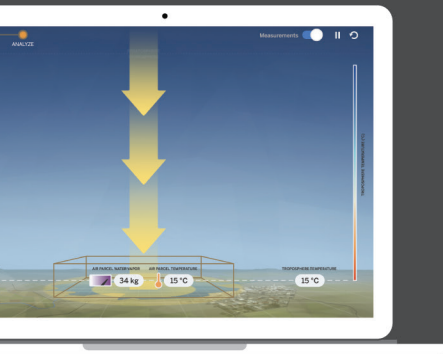 ANALYZE
Measurements
AIR PARCEL WATER VAPOR
AIR PARCEL TEMPERATURE
TROPOSPHERE TEMPERATURE
34 kg
15 °C
15 °C